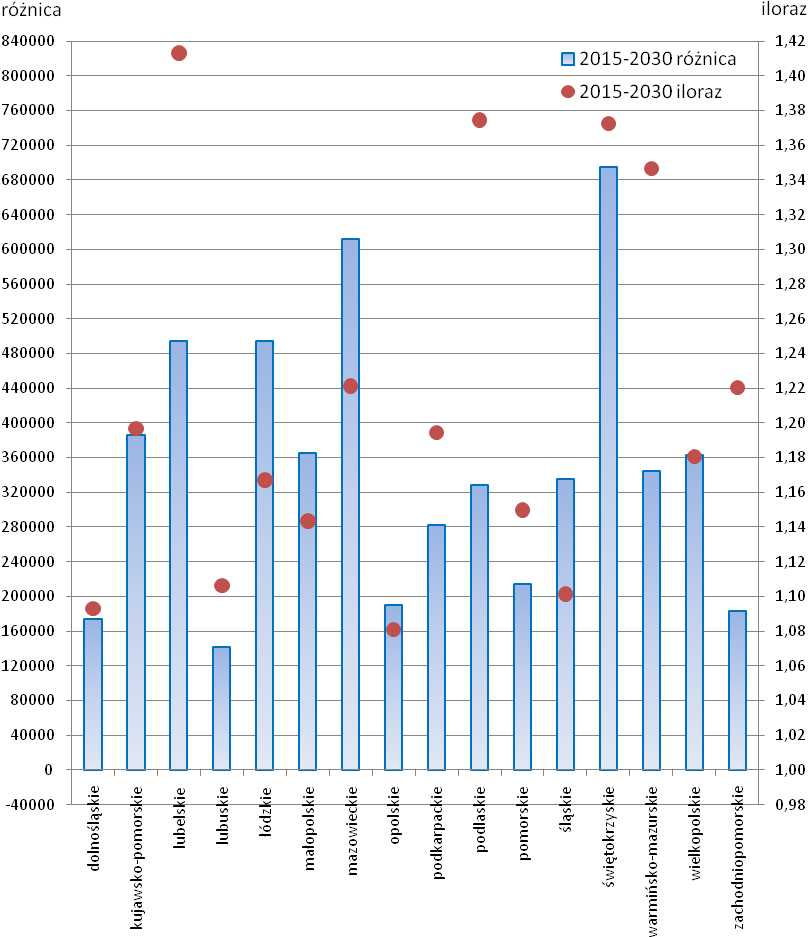 różnica iloraz
840000 1,42
800000 1,40
760000 1,38
720000 1,36
680000 1,34
640000 1,32
600000 1,30
560000 1,28
520000 1,26
480000 1,24
440000 1,22
400000 1,20
360000 1,18
320000 1,16
280000 1,14
240000 1,12
200000 1,10
160000 1,08
120000 1,06
80000 1,04
40000 1,02
0 1,00
-40000 0,98
2015-2030 różnica
2015-2030 iloraz
dolnośląskie
kujawsko-pomorskie
lubelskie
lubuskie
łódzkie
małopolskie
mazowieckie
opolskie
podkarpackie
podlaskie
pomorskie
śląskie
świętokrzyskie
warmińsko-mazurskie
wielkopolskie
zachodniopomorskie